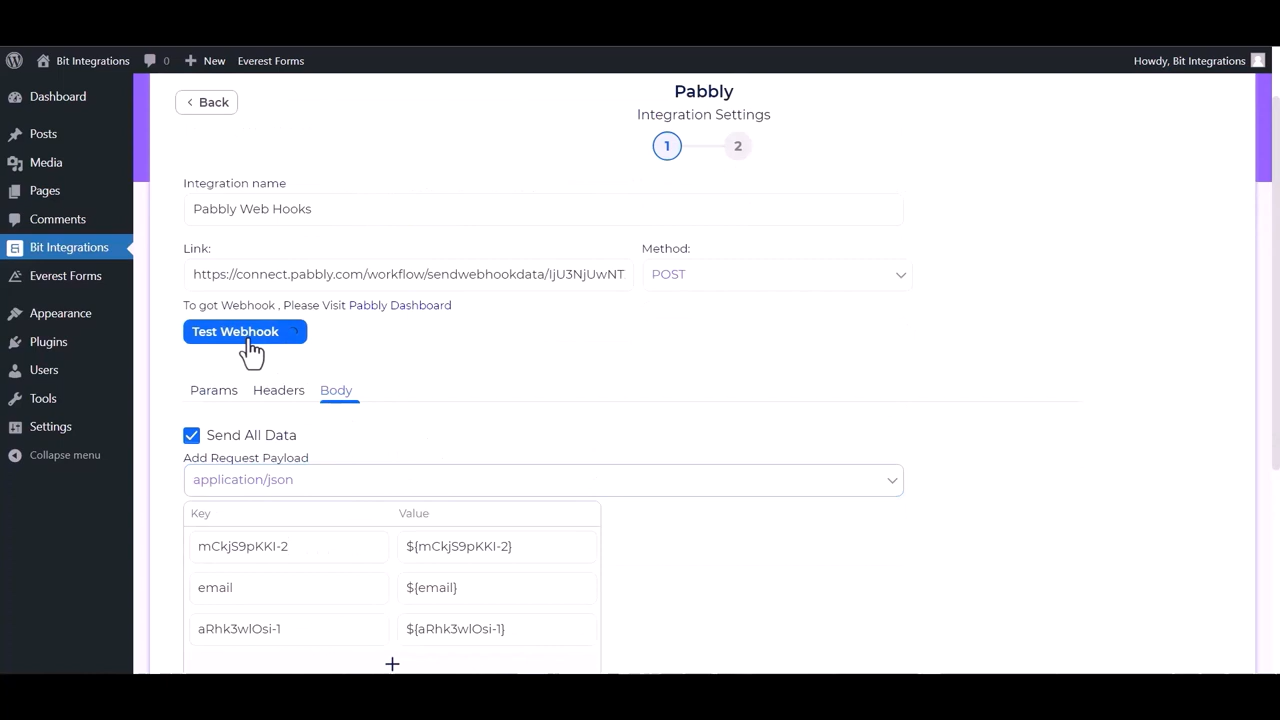 Bit Integrations 0 New Everest Forms Howdy, Bit Integrations
Dashboard
Posts
Media
Pages
Comments
Bit Integrations
Everest Forms
Appearance
Plugins
Users
Tools
Settings
Collapse menu
Back
Pabbly
Integration Settings
1 2
Integration name
Pabbly Web Hooks
Link: Method:
https://connect.pabbly.com/workflow/sendwebhookdata/IjU3NjUwNT POST
To got Webhook , Please Visit Pabbly Dashboard
Test Webhook
Params Headers Body
Send All Data
Add Request Payload
application/json
Key Value
mCkjS9pKKI-2 ${mCkjS9pKKI-2}
email ${email}
aRhk3wlOsi-1 ${aRhk3wlOsi-1}